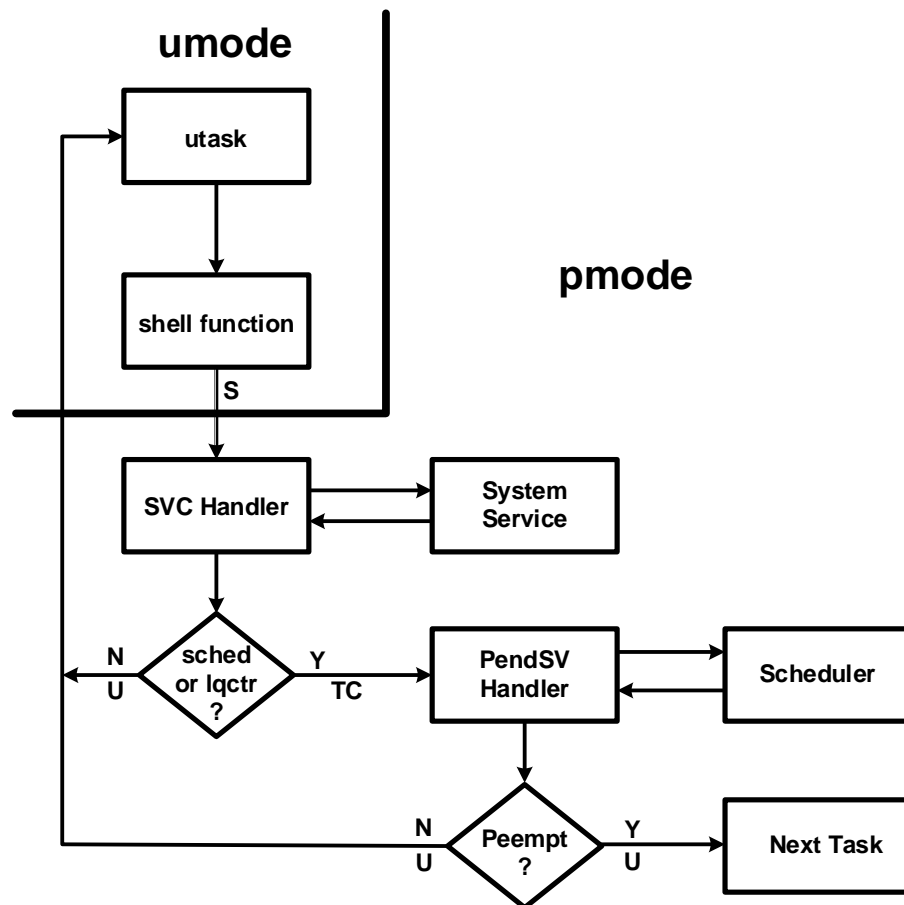 umode
utask
pmode
shell function
S
SVC Handler
System
Service
sched
or lqctr
?
N
U
Y
TC
PendSV
Handler
Scheduler
Peempt
?
N
U
Y
U
Next Task